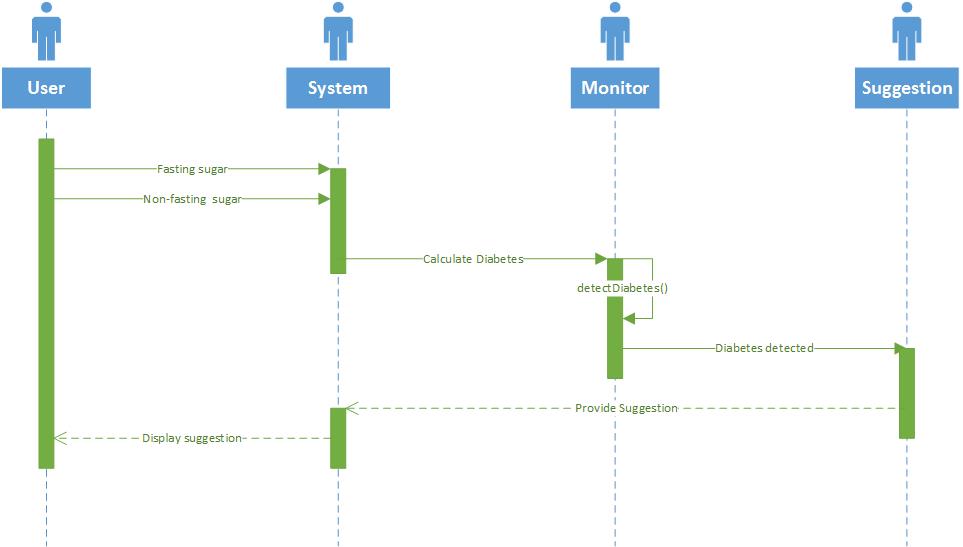 User
System
Monitor
Suggestion
Fasting sugar
Non-fasting sugar
Calculate Diabetes
detectDiabetes()
Diabetes detected
Provide Suggestion
Display suggestion